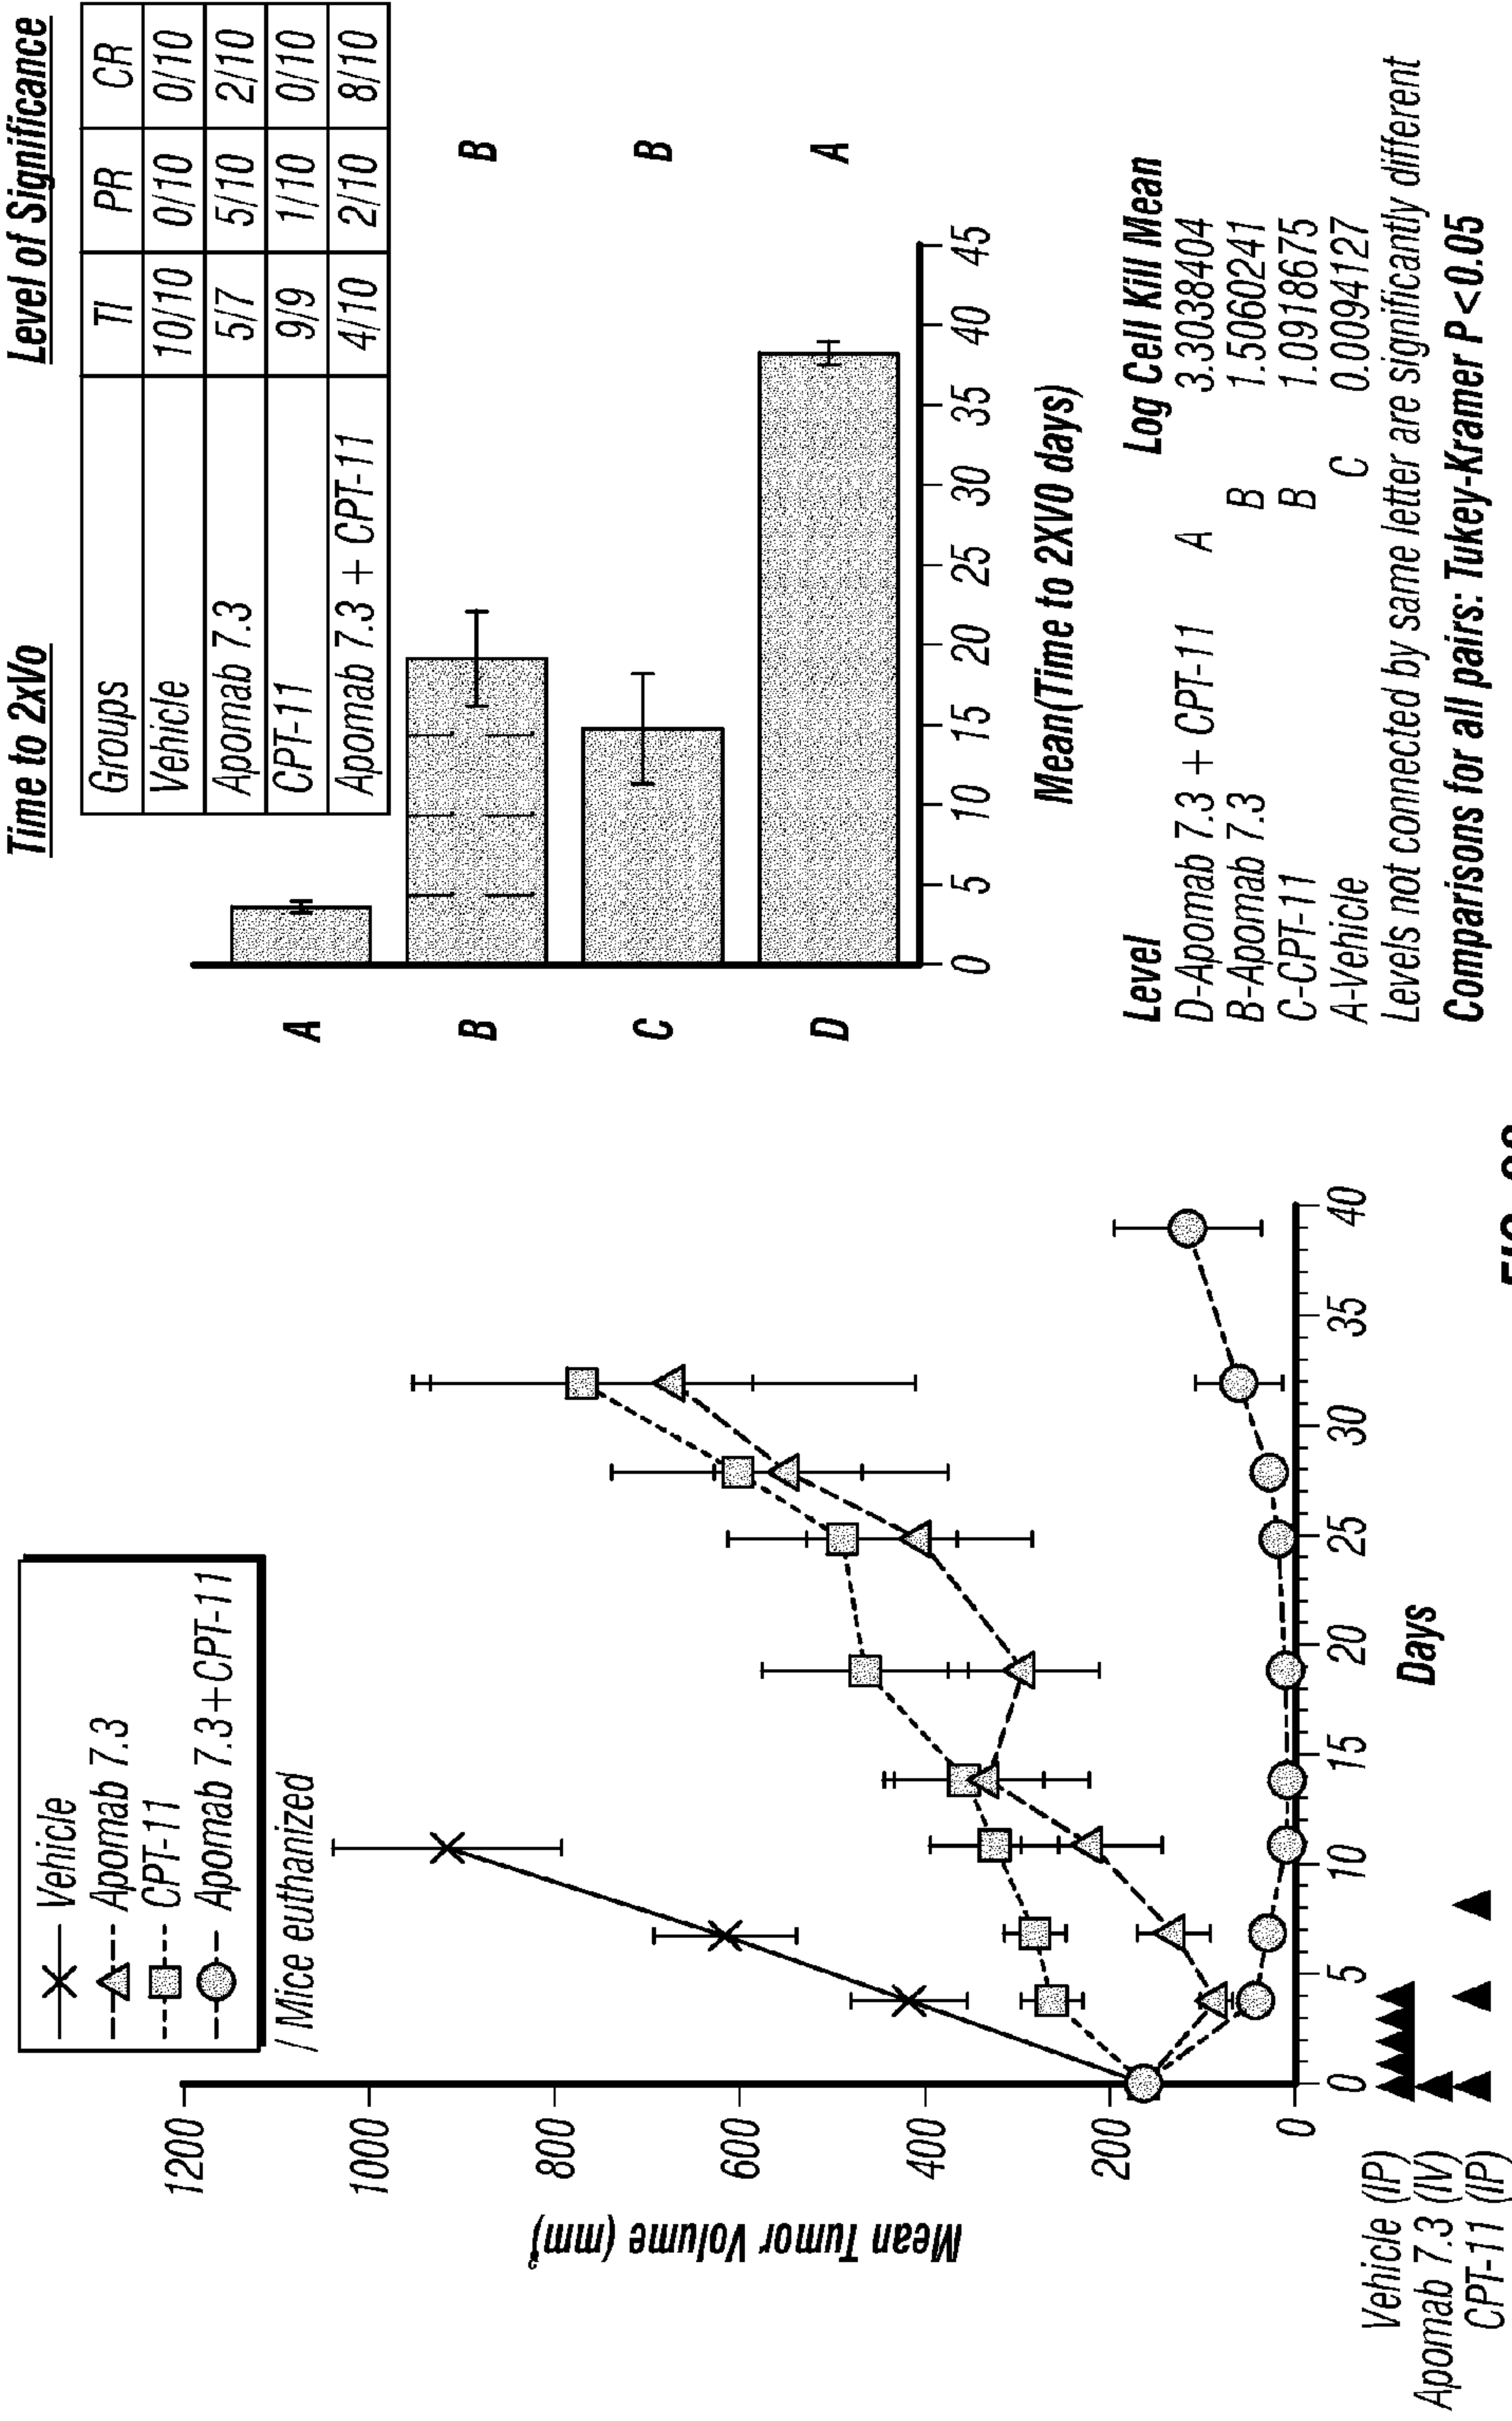 Vehicle
Apomab 7.3
CPT-11
Apomab 7.3+CPT-11
/ Mice euthanized
Mean Tumor Volume (mm³)
1200
1000
800
600
400
200
0
0 5 10 15 20 25 30 35 40
Days
Vehicle (IP)
Apomab 7.3 (IV)
CPT-11 (IP)
Time to 2xVo
Level of Significance
Groups TI PR CR
Vehicle 10/10 0/10 0/10
Apomab 7.3 5/7 5/10 2/10
CPT-11 9/9 1/10 0/10
Apomab 7.3 + CPT-11 4/10 2/10 8/10
A
B B
C B
D A
0 5 10 15 20 25 30 35 40 45
Mean(Time to 2XV0 days)
Level Log Cell Kill Mean
D-Apomab 7.3 + CPT-11 A 3.3038404
B-Apomab 7.3 B 1.5060241
C-CPT-11 B 1.0918675
A-Vehicle C 0.0094127
Levels not connected by same letter are significantly different
Comparisons for all pairs: Tukey-Kramer P<0.05